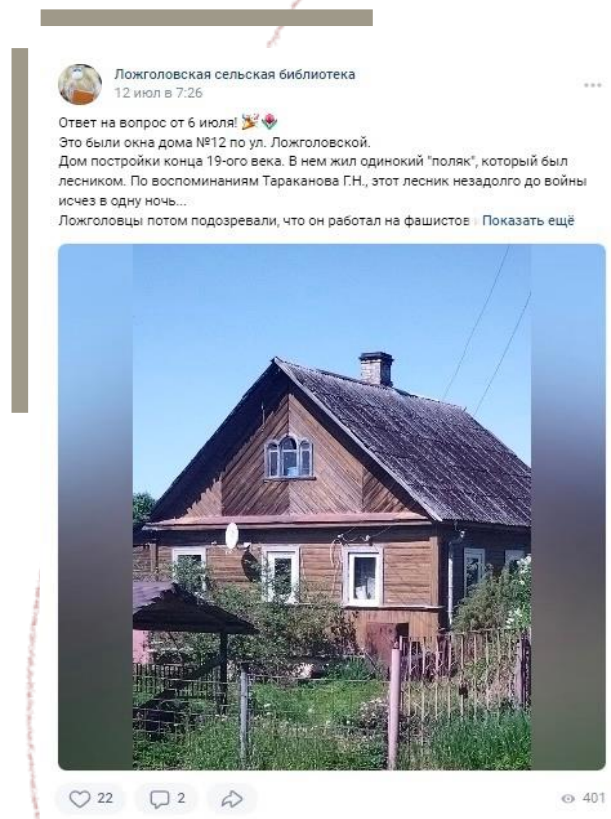 Ложголовская сельская библиотека
12 июл в 7:26
Ответ на вопрос от 6 июля! 🎉🌷
Это были окна дома №12 по ул. Ложголовской.
Дом постройки конца 19-ого века. В нем жил одинокий "поляк", который был
лесником. По воспоминаниям Тараканова Г.Н., этот лесник незадолго до войны
исчез в одну ночь...
Ложголовцы потом подозревали, что он работал на фашистов Показать ещё
22 2 401